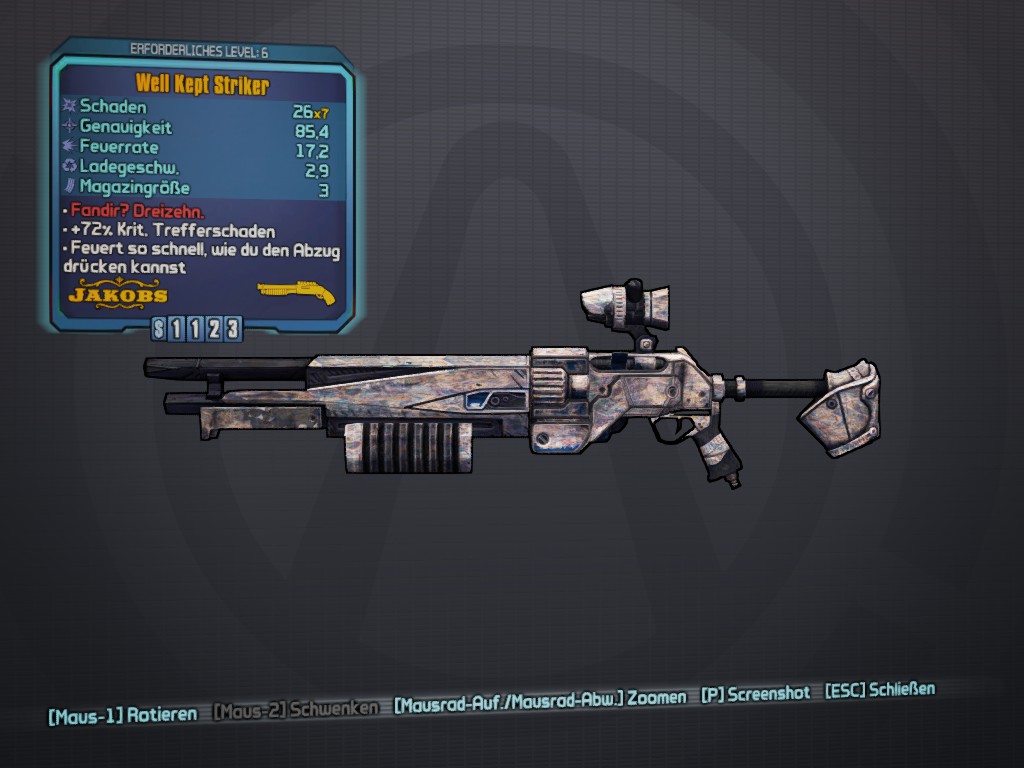 ERFORDERLICHES LEVEL: 6
Well Kept Striker
Schaden 26x7
Genauigkeit 85,4
Feuerrate 17,2
Ladegeschw. 2,9
Magazingröße 3
• Fandir? Dreizehn.
• +72% Krit. Trefferschaden
• Feuert so schnell, wie du den Abzug
drücken kannst
JAKOBS
$ 1 1 2 3
[Maus-1] Rotieren [Maus-2] Schwenken [Mausrad-Auf./Mausrad-Abw.] Zoomen [P] Screenshot [ESC] Schließen